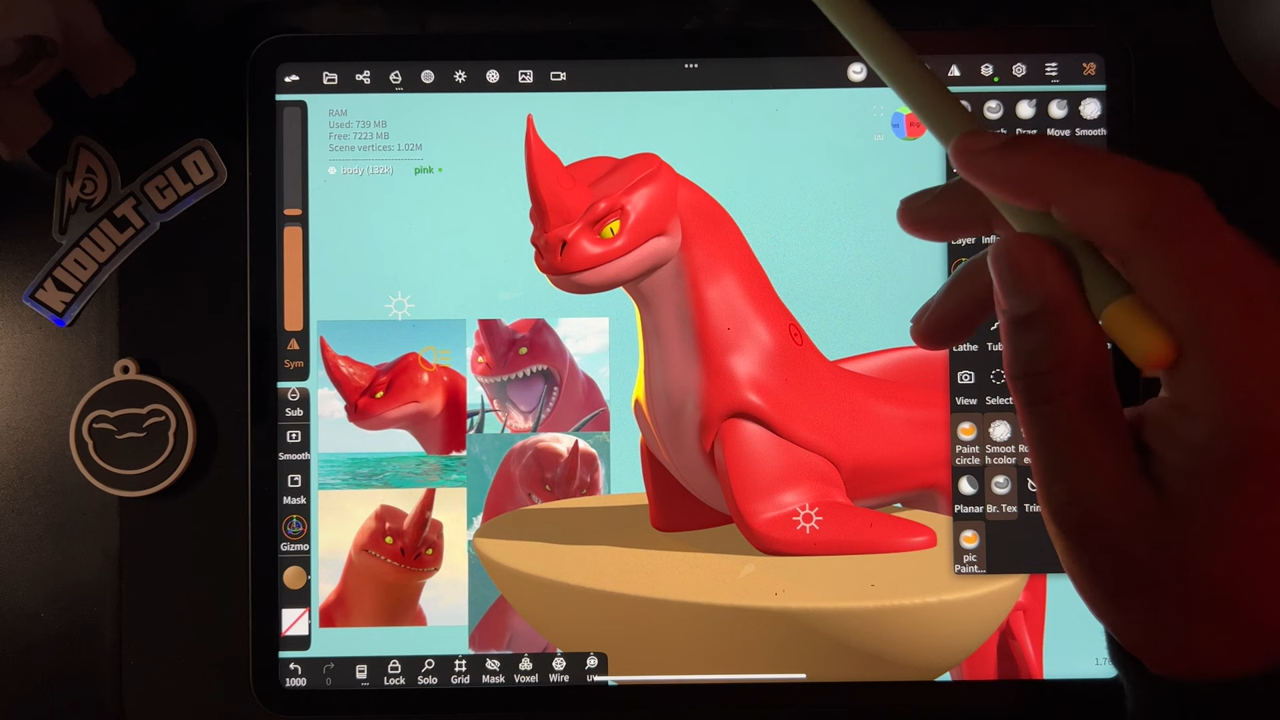 KIDULT CLO
RAM
Used: 739 MB
Free: 7223 MB
Scene vertices: 1.02M
body (132k)
pink
Sym
Sub
Smooth
Mask
Gizmo
1000
0
Lock
Solo
Grid
Mask
Voxel
Wire
uv
Drag
Move
Smooth
Layer
Lathe
View
Select
Paint
circle
Smoot
h color
Planar
Br. Tex
Trim
pic
Paint...